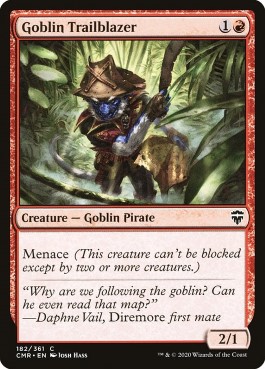 Goblin Trailblazer 1
Creature — Goblin Pirate
Menace (This creature can't be blocked
except by two or more creatures.)
“Why are we following the goblin? Can
he even read that map?”
—Daphne Vail, Diremore first mate
2/1
182/361 C
CMR • EN Josh Hass
™ & © 2020 Wizards of the Coast